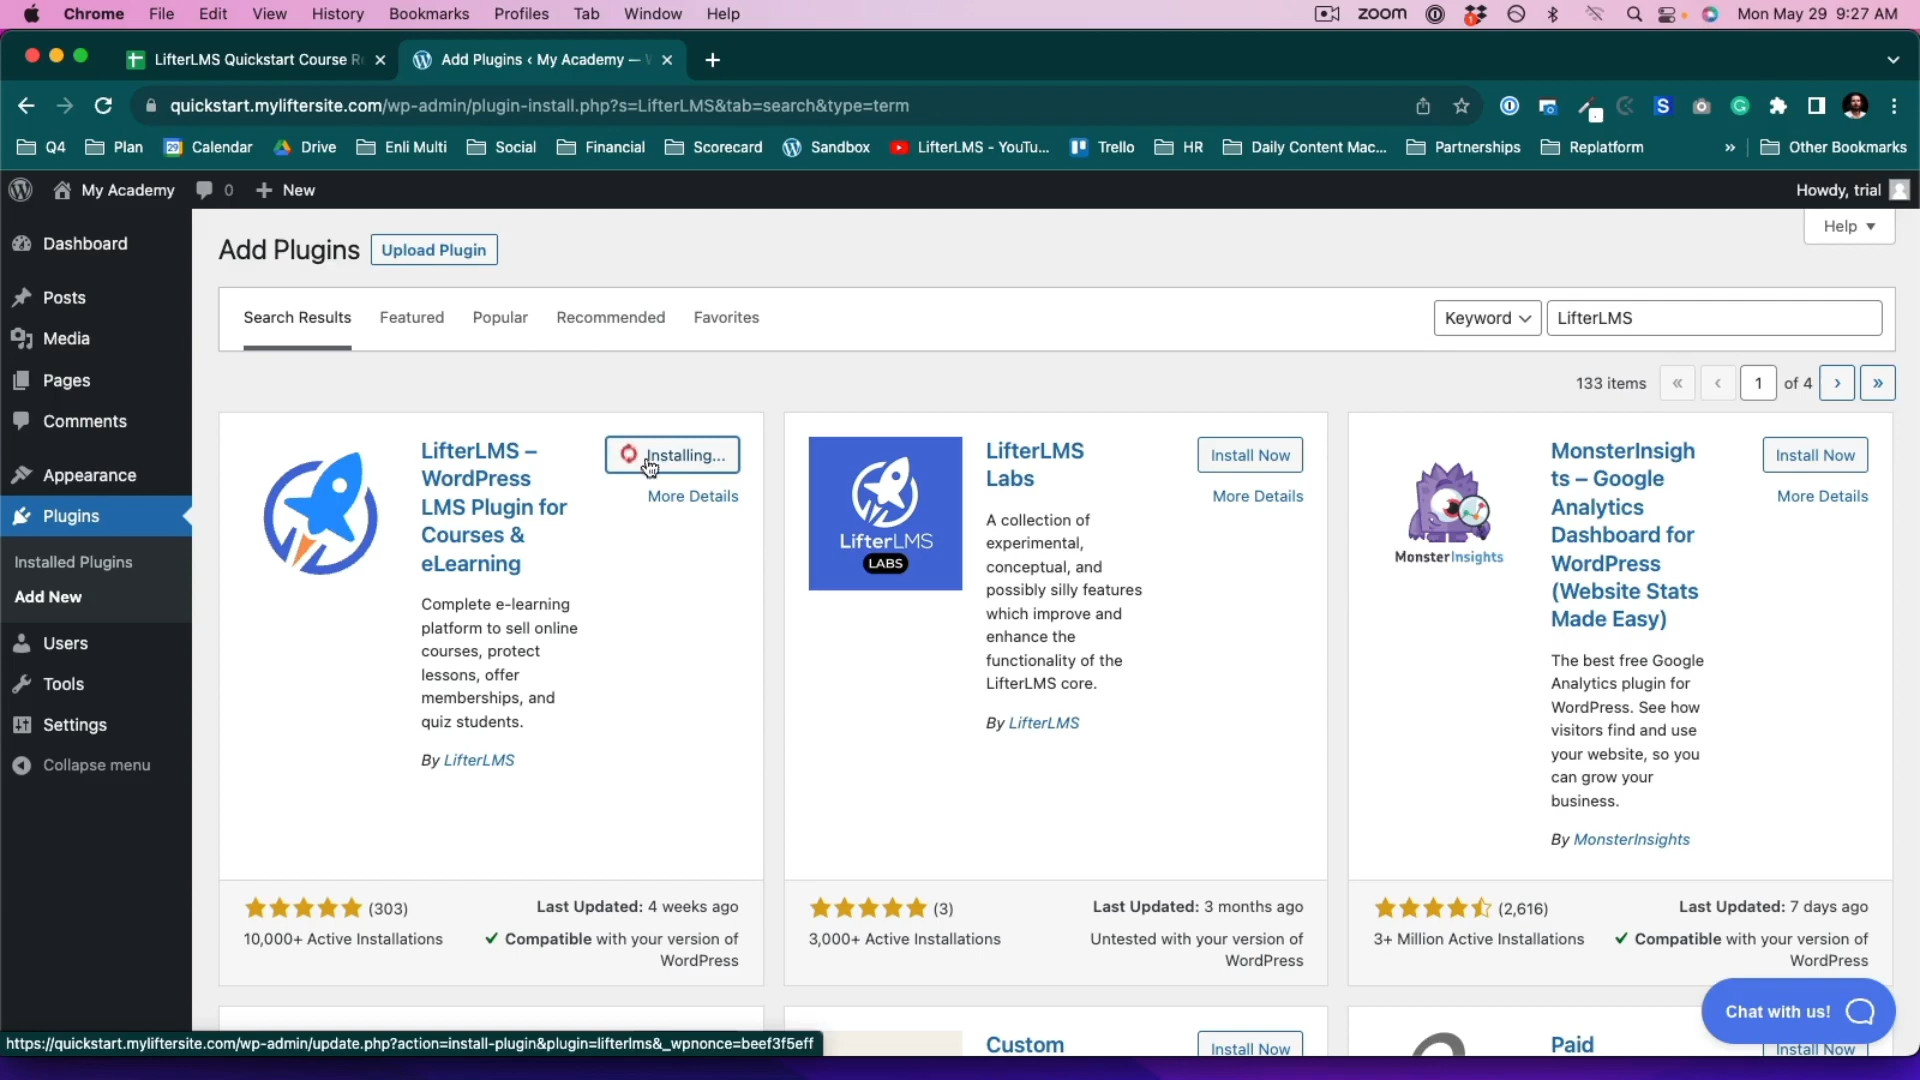 Chrome File Edit View History Bookmarks Profiles Tab Window Help zoom Mon May 29 9:27 AM
LifterLMS Quickstart Course R Add Plugins ‹ My Academy —
quickstart.myliftersite.com/wp-admin/plugin-install.php?s=LifterLMS&tab=search&type=term
Q4 Plan Calendar Drive Enli Multi Social Financial Scorecard Sandbox LifterLMS - YouTu... Trello HR Daily Content Mac... Partnerships Replatform » Other Bookmarks
My Academy 0 New Howdy, trial
Dashboard
Posts
Media
Pages
Comments
Appearance
Plugins
Installed Plugins
Add New
Users
Tools
Settings
Collapse menu
Help
Add Plugins Upload Plugin
Search Results Featured Popular Recommended Favorites Keyword LifterLMS
133 items « ‹ 1 of 4 › »
LifterLMS –
WordPress
LMS Plugin for
Courses &
eLearning
Installing...
More Details
Complete e-learning
platform to sell online
courses, protect
lessons, offer
memberships, and
quiz students.
By LifterLMS
(303)
10,000+ Active Installations
Last Updated: 4 weeks ago
✓ Compatible with your version of
WordPress
LifterLMS
LABS
LifterLMS
Labs
Install Now
More Details
A collection of
experimental,
conceptual, and
possibly silly features
which improve and
enhance the
functionality of the
LifterLMS core.
By LifterLMS
(3)
3,000+ Active Installations
Last Updated: 3 months ago
Untested with your version of
WordPress
MonsterInsights
MonsterInsigh
ts – Google
Analytics
Dashboard for
WordPress
(Website Stats
Made Easy)
Install Now
More Details
The best free Google
Analytics plugin for
WordPress. See how
visitors find and use
your website, so you
can grow your
business.
By MonsterInsights
(2,616)
3+ Million Active Installations
Last Updated: 7 days ago
✓ Compatible with your version of
WordPress
Chat with us!
Custom Install Now
Paid Install Now
https://quickstart.myliftersite.com/wp-admin/update.php?action=install-plugin&plugin=lifterlms&_wpnonce=beef3f5eff